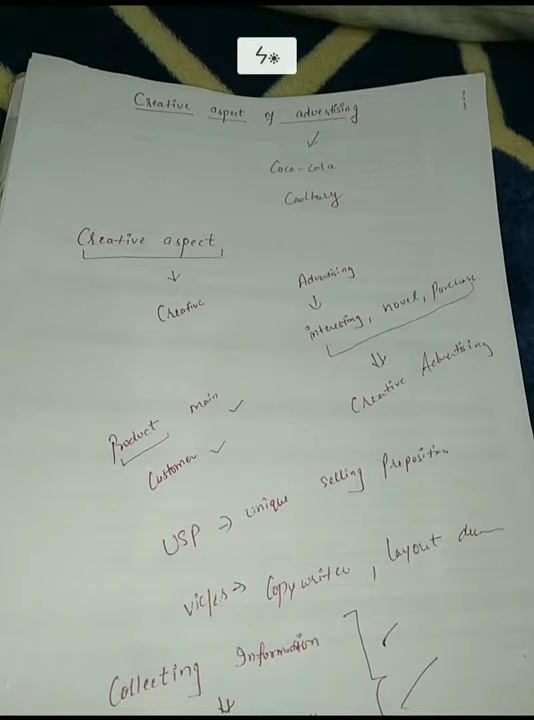 Creative aspect of advertising
Coca-cola
Cadbury
Creative aspect,
Creative
Advertising
interesting, novel, purchase
Creative Advertising
Product main
Customer
USP => unique selling Preposition
Copywriter, layout
Collecting Information